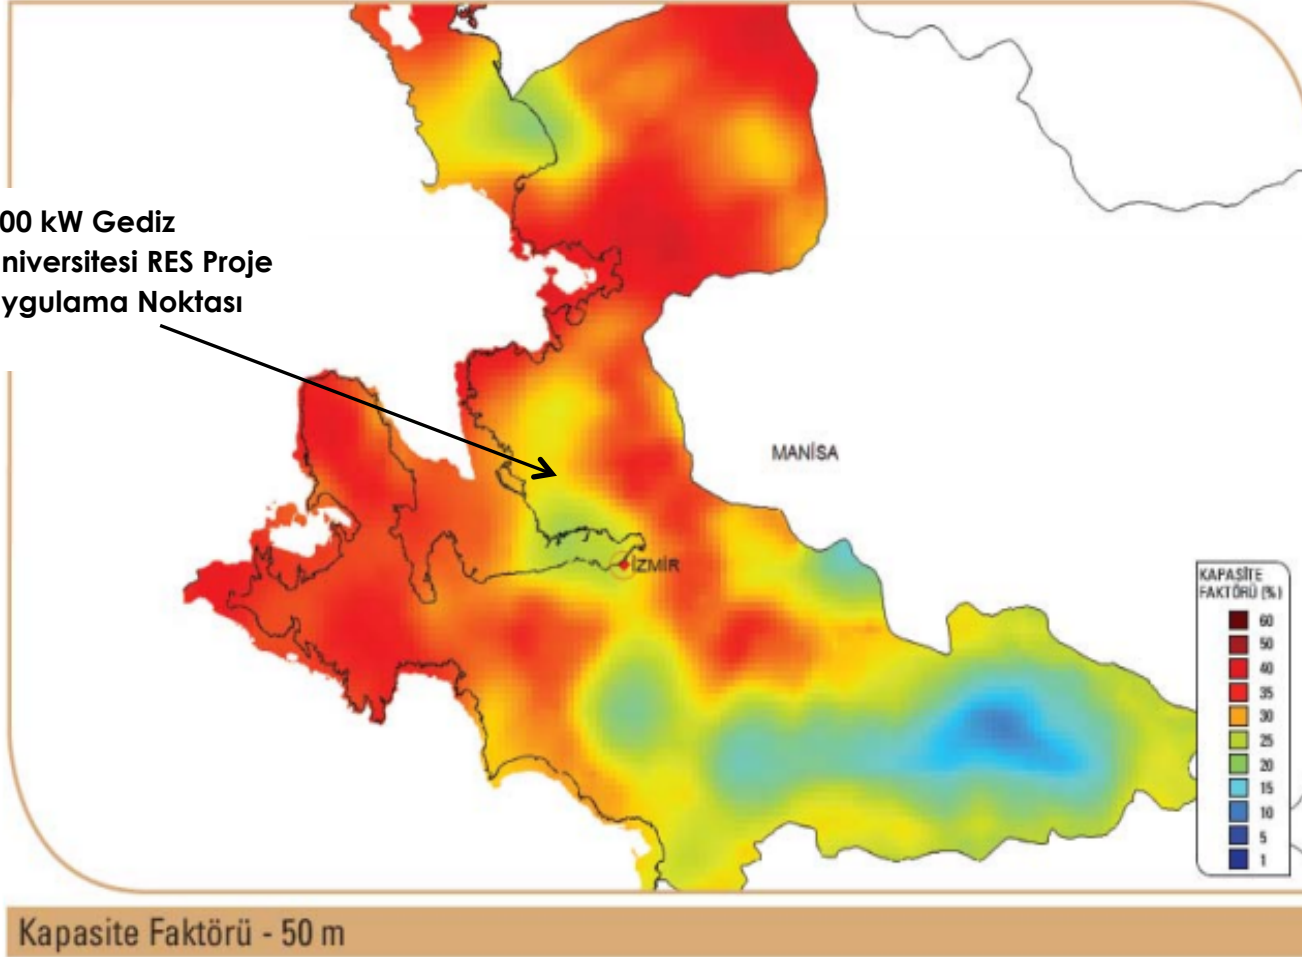 00 kW Gediz
niversitesi RES Proje
ygulama Noktası
MANİSA
İZMİR
KAPASİTE
FAKTÖRÜ (%)
60
50
40
35
30
25
20
15
10
5
1
Kapasite Faktörü - 50 m